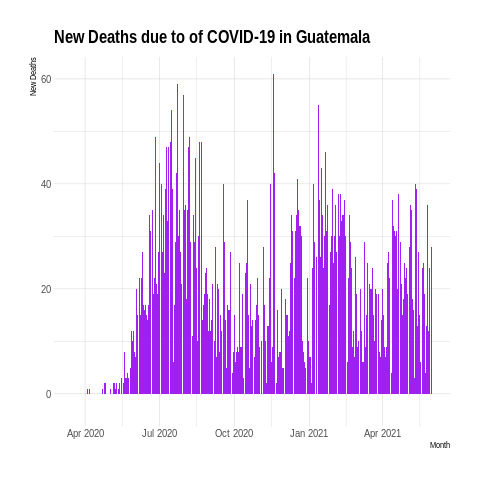 New Deaths due to of COVID-19 in Guatemala
New Deaths
60
40
20
0
Apr 2020 Jul 2020 Oct 2020 Jan 2021 Apr 2021
Month